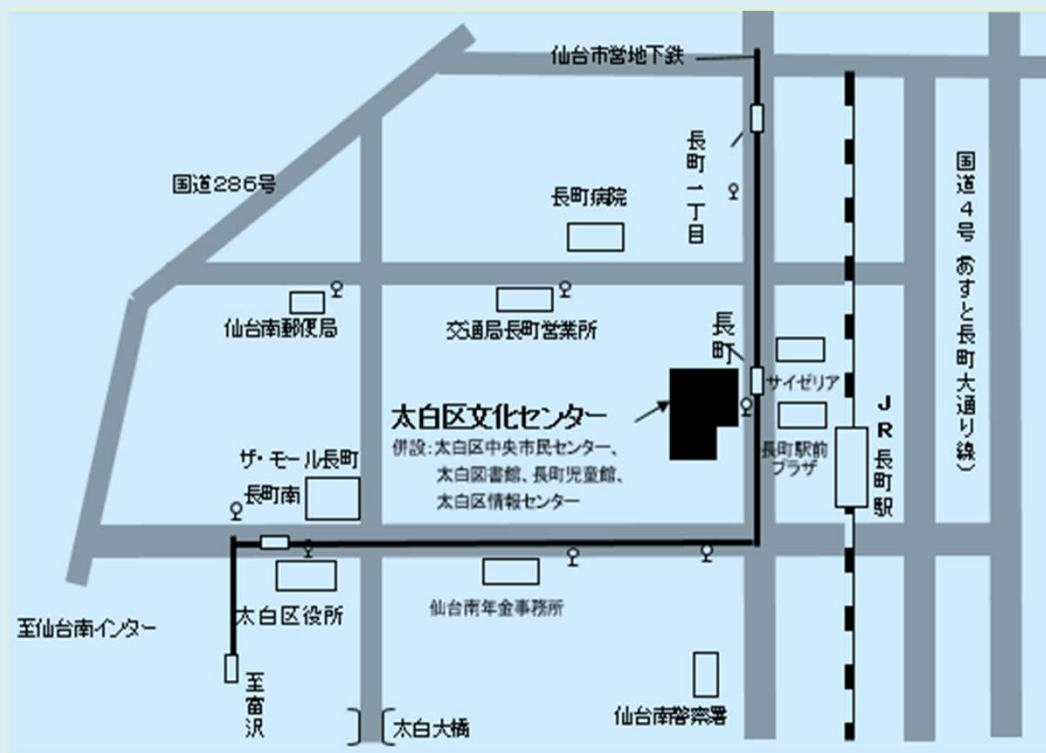 仙台市営地下鉄
国道286号
長町一丁目
長町病院
国道4号(あすと長町大通り線)
仙台南郵便局
交通局長町営業所
長町
サイゼリア
太白区文化センター
併設:太白区中央市民センター、
太白図書館、長町児童館、
太白区情報センター
長町駅前
プラザ
JR長町駅
ザ・モール長町
長町南
太白区役所
仙台南年金事務所
至仙台南インター
至富沢
太白大橋
仙台南警察署